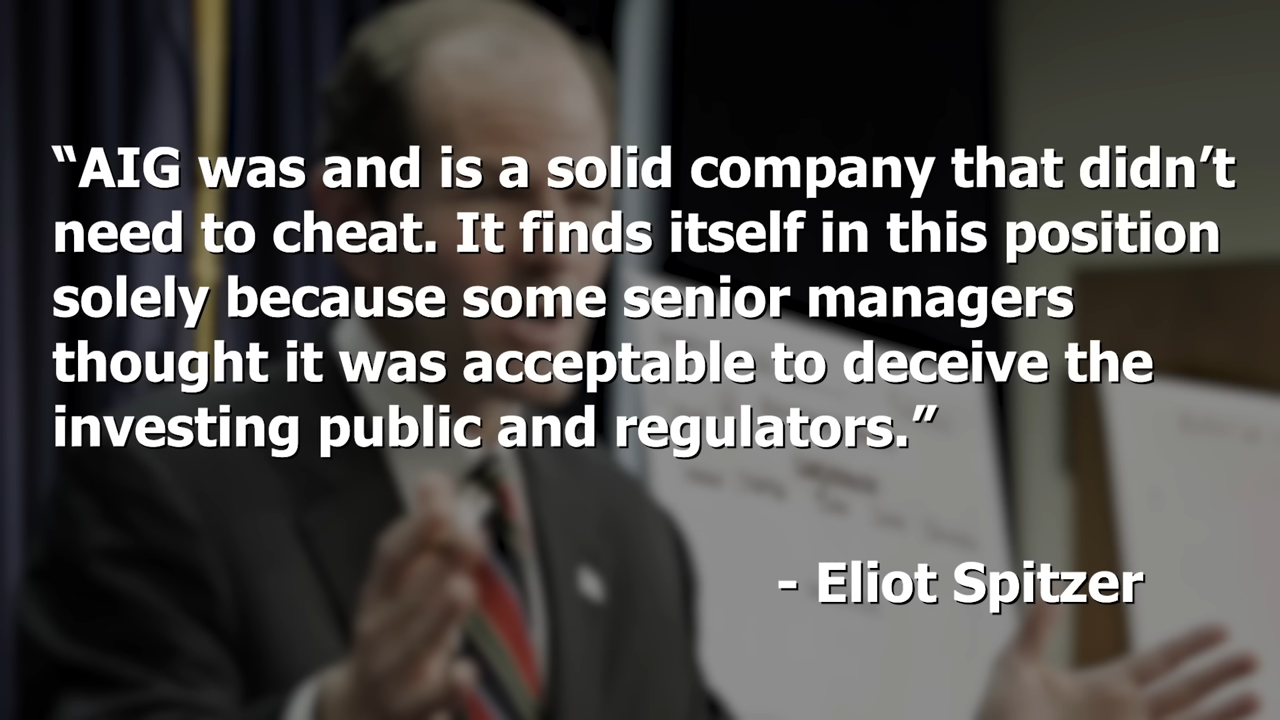 “AIG was and is a solid company that didn’t
need to cheat. It finds itself in this position
solely because some senior managers
thought it was acceptable to deceive the
investing public and regulators.”
- Eliot Spitzer